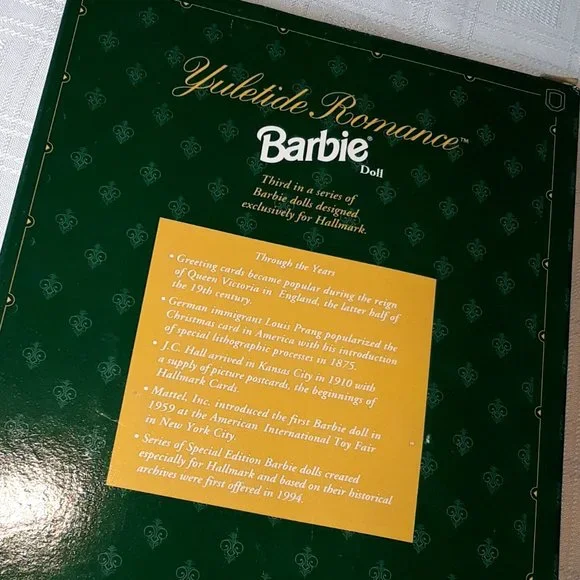 Yuletide Romance™
Barbie®
Doll
Third in a series of
Barbie dolls designed
exclusively for Hallmark.
Through the Years
• Greeting cards became popular during the reign
of Queen Victoria in England, the latter half of
the 19th century.
• German immigrant Louis Prang popularized the
Christmas card in America with his introduction
of special lithographic processes in 1875.
• J.C. Hall arrived in Kansas City in 1910 with
a supply of picture postcards, the beginnings of
Hallmark Cards.
• Mattel, Inc. introduced the first Barbie doll in
1959 at the American International Toy Fair
in New York City.
• Series of Special Edition Barbie dolls created
especially for Hallmark and based on their historical
archives were first offered in 1994.